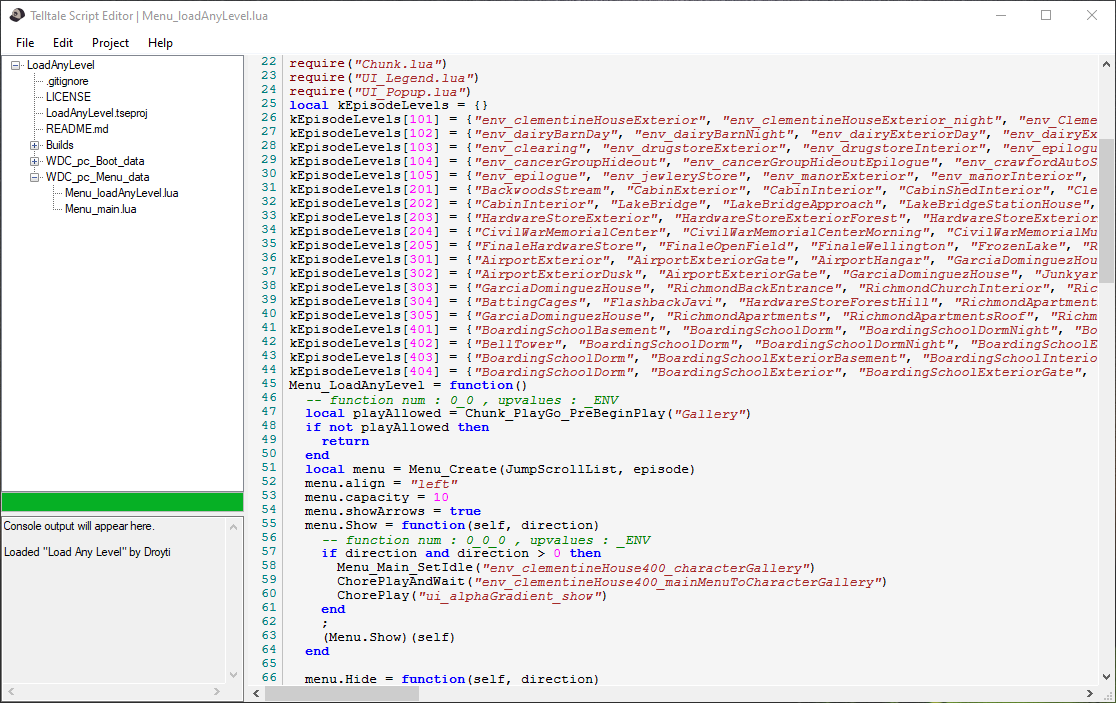 Telltale Script Editor | Menu_loadAnyLevel.lua
File Edit Project Help
LoadAnyLevel
.gitignore
LICENSE
LoadAnyLevel.tseproj
README.md
Builds
WDC_pc_Boot_data
WDC_pc_Menu_data
Menu_loadAnyLevel.lua
Menu_main.lua
Console output will appear here.
Loaded "Load Any Level" by Droyti
22 require("Chunk.lua")
23 require("UI_Legend.lua")
24 require("UI_Popup.lua")
25 local kEpisodeLevels = {}
26 kEpisodeLevels[101] = {"env_clementineHouseExterior", "env_clementineHouseExterior_night", "env_Cleme
27 kEpisodeLevels[102] = {"env_dairyBarnDay", "env_dairyBarnNight", "env_dairyExteriorDay", "env_dairyEx
28 kEpisodeLevels[103] = {"env_clearing", "env_drugstoreExterior", "env_drugstoreInterior", "env_epilogu
29 kEpisodeLevels[104] = {"env_cancerGroupHideout", "env_cancerGroupHideoutEpilogue", "env_crawfordAutoS
30 kEpisodeLevels[105] = {"env_epilogue", "env_jewleryStore", "env_manorExterior", "env_manorInterior",
31 kEpisodeLevels[201] = {"BackwoodsStream", "CabinExterior", "CabinInterior", "CabinShedInterior", "Cle
32 kEpisodeLevels[202] = {"CabinInterior", "LakeBridge", "LakeBridgeApproach", "LakeBridgeStationHouse",
33 kEpisodeLevels[203] = {"HardwareStoreExterior", "HardwareStoreExteriorForest", "HardwareStoreExterior
34 kEpisodeLevels[204] = {"CivilWarMemorialCenter", "CivilWarMemorialCenterMorning", "CivilWarMemorialMu
35 kEpisodeLevels[205] = {"FinaleHardwareStore", "FinaleOpenField", "FinaleWellington", "FrozenLake", "R
36 kEpisodeLevels[301] = {"AirportExterior", "AirportExteriorGate", "AirportHangar", "GarciaDominguezHou
37 kEpisodeLevels[302] = {"AirportExteriorDusk", "AirportExteriorGate", "GarciaDominguezHouse", "Junkyar
38 kEpisodeLevels[303] = {"GarciaDominguezHouse", "RichmondBackEntrance", "RichmondChurchInterior", "Ric
39 kEpisodeLevels[304] = {"BattingCages", "FlashbackJavi", "HardwareStoreForestHill", "RichmondApartment
40 kEpisodeLevels[305] = {"GarciaDominguezHouse", "RichmondApartments", "RichmondApartmentsRoof", "Richm
41 kEpisodeLevels[401] = {"BoardingSchoolBasement", "BoardingSchoolDorm", "BoardingSchoolDormNight", "Bo
42 kEpisodeLevels[402] = {"BellTower", "BoardingSchoolDorm", "BoardingSchoolDormNight", "BoardingSchoolE
43 kEpisodeLevels[403] = {"BoardingSchoolDorm", "BoardingSchoolExteriorBasement", "BoardingSchoolInterio
44 kEpisodeLevels[404] = {"BoardingSchoolDorm", "BoardingSchoolExterior", "BoardingSchoolExteriorGate",
45 Menu_LoadAnyLevel = function()
46 -- function num : 0_0 , upvalues : _ENV
47 local playAllowed = Chunk_PlayGo_PreBeginPlay("Gallery")
48 if not playAllowed then
49 return
50 end
51 local menu = Menu_Create(JumpScrollList, episode)
52 menu.align = "left"
53 menu.capacity = 10
54 menu.showArrows = true
55 menu.Show = function(self, direction)
56 -- function num : 0_0_0 , upvalues : _ENV
57 if direction and direction > 0 then
58 Menu_Main_SetIdle("env_clementineHouse400_characterGallery")
59 ChorePlayAndWait("env_clementineHouse400_mainMenuToCharacterGallery")
60 ChorePlay("ui_alphaGradient_show")
61 end
62 ;
63 (Menu.Show)(self)
64 end
65
66 menu.Hide = function(self, direction)